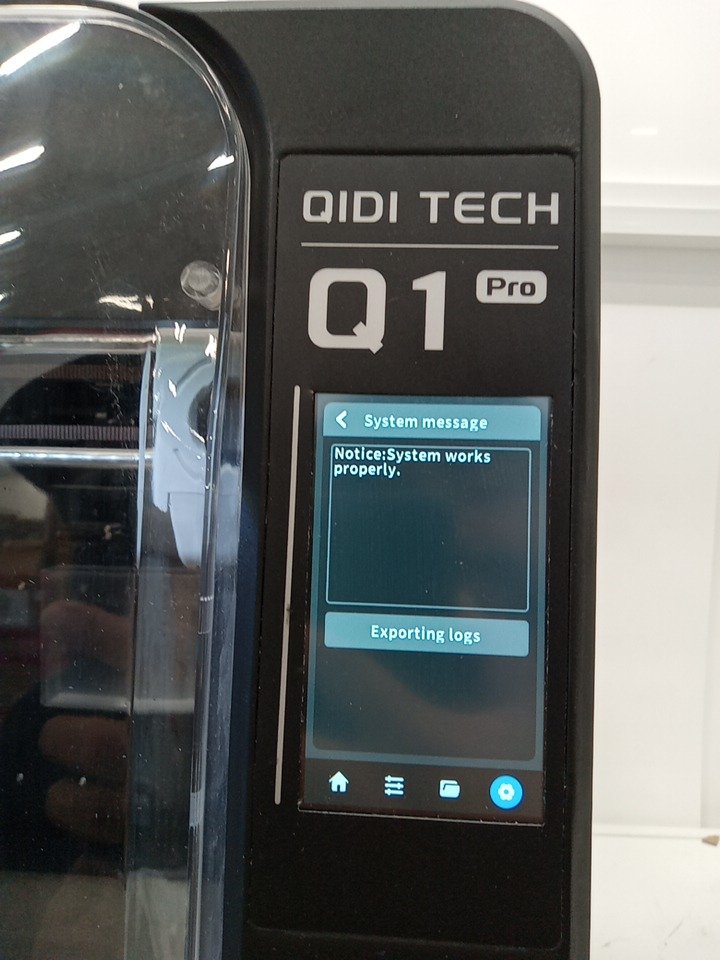 QIDI TECH
Q1 Pro
System message
Notice:System works
properly.
Exporting logs